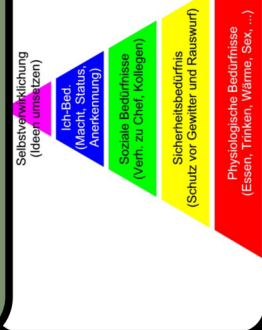 Selbstverwirklichung
(Ideen umsetzen)
Ich-Bed.
(Macht, Status,
Anerkennung)
Soziale Bedürfnisse
(Verh. zu Chef, Kollegen)
Sicherheitsbedürfnis
(Schutz vor Gewitter und Rauswurf)
Physiologische Bedürfnisse
(Essen, Trinken, Wärme, Sex, ...)